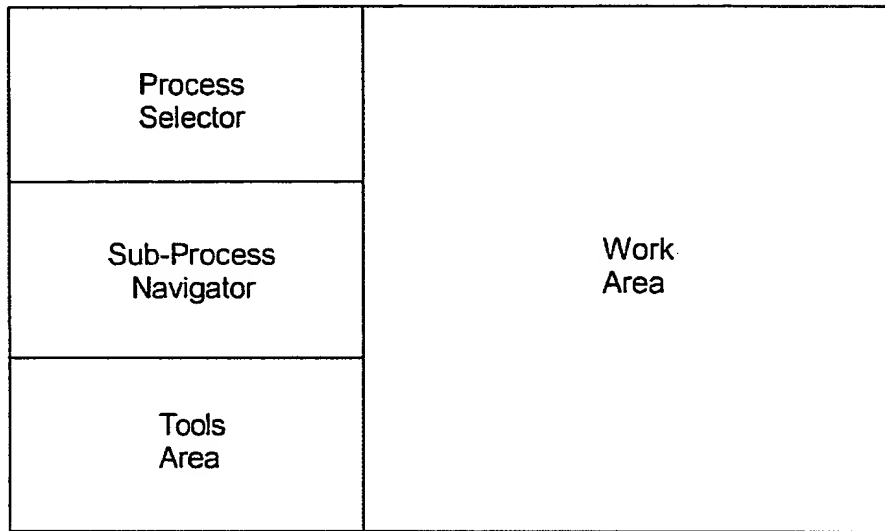 Process
Selector
Sub-Process
Navigator
Tools
Area
Work
Area